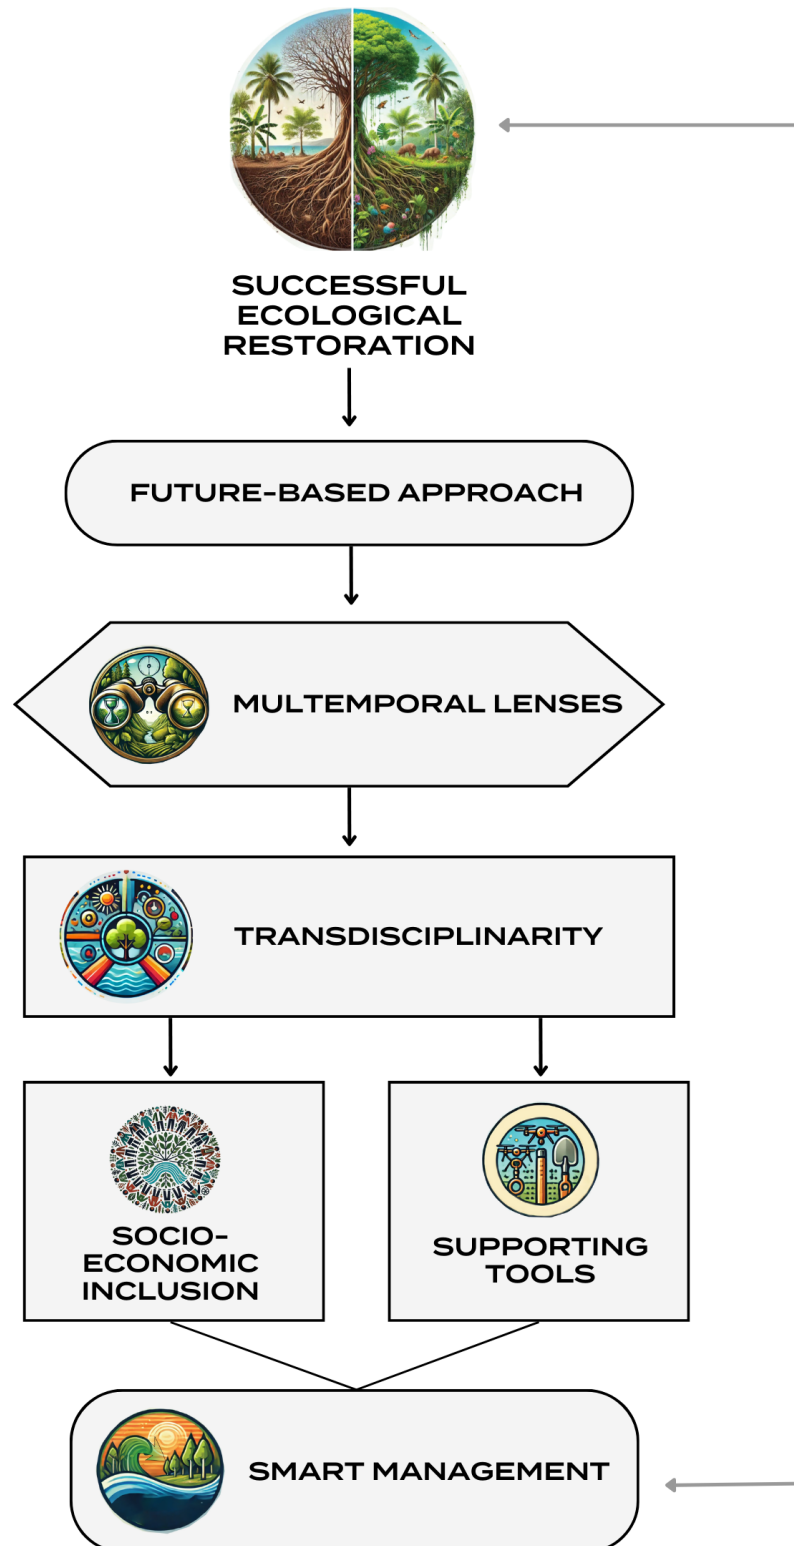 SUCCESSFUL
ECOLOGICAL
RESTORATION
FUTURE-BASED APPROACH
MULTEMPORAL LENSES
TRANSDISCIPLINARITY
SOCIO-
ECONOMIC
INCLUSION
SUPPORTING
TOOLS
SMART MANAGEMENT